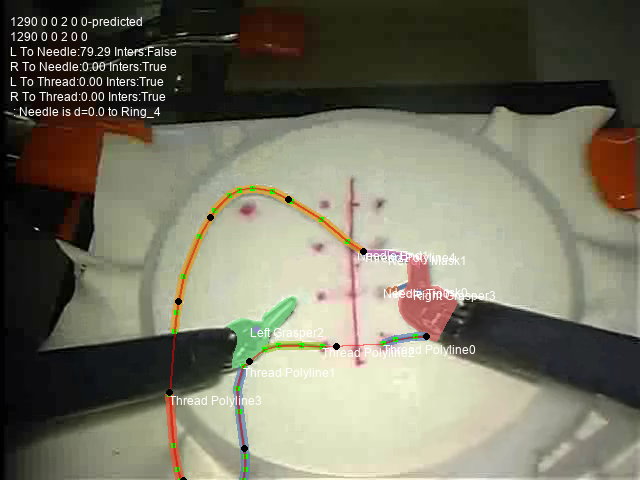 1290 0 0 2 0 0-predicted
1290 0 0 2 0 0
L To Needle:79.29 Inters:False
R To Needle:0.00 Inters:True
L To Thread:0.00 Inters:True
R To Thread:0.00 Inters:True
: Needle is d=0.0 to Ring_4
Right Grasper3
Left Grasper2
Thread Polyline0
Thread Polyline1
Thread Polyline3